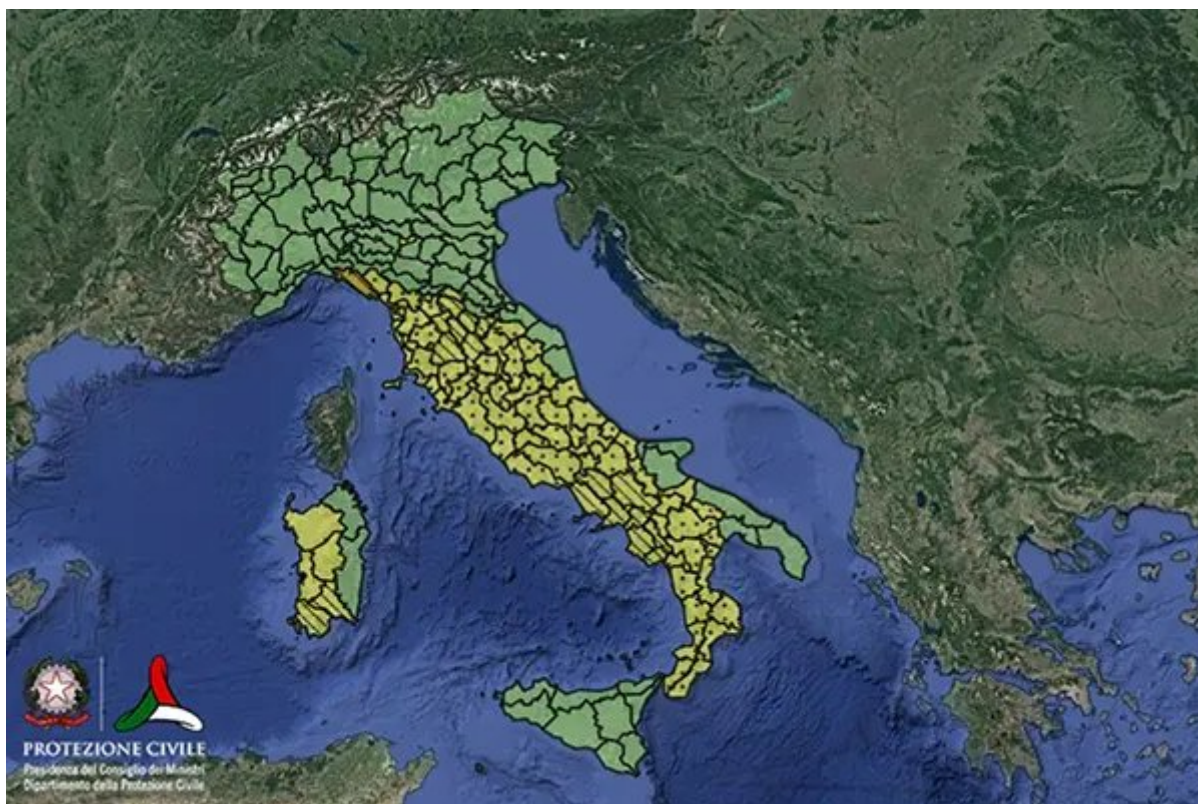 PROTEZIONE CIVILE
Presidenza del Consiglio dei Ministri
Dipartimento della Protezione Civile